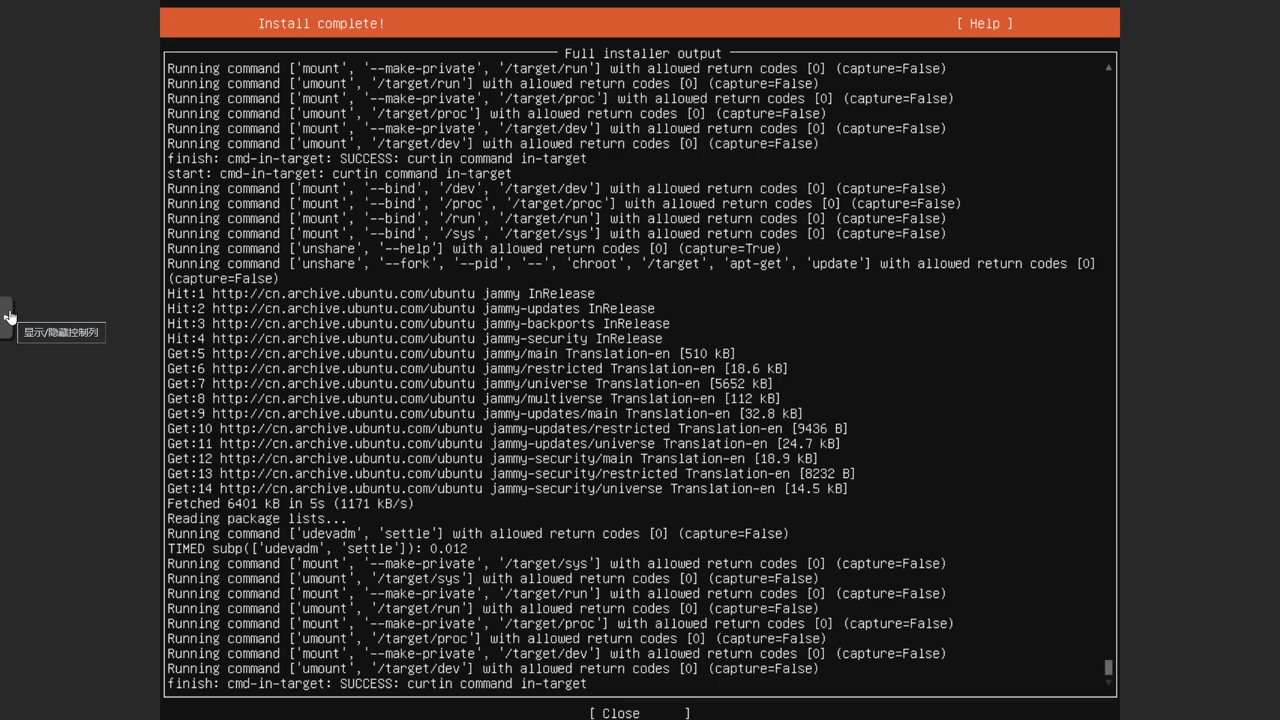 Install complete!
[ Help ]
Full installer output
Running command ['mount', '--make-private', '/target/run'] with allowed return codes [0] (capture=False)
Running command ['umount', '/target/run'] with allowed return codes [0] (capture=False)
Running command ['mount', '--make-private', '/target/proc'] with allowed return codes [0] (capture=False)
Running command ['umount', '/target/proc'] with allowed return codes [0] (capture=False)
Running command ['mount', '--make-private', '/target/dev'] with allowed return codes [0] (capture=False)
Running command ['umount', '/target/dev'] with allowed return codes [0] (capture=False)
finish: cmd-in-target: SUCCESS: curtin command in-target
start: cmd-in-target: curtin command in-target
Running command ['mount', '--bind', '/dev', '/target/dev'] with allowed return codes [0] (capture=False)
Running command ['mount', '--bind', '/proc', '/target/proc'] with allowed return codes [0] (capture=False)
Running command ['mount', '--bind', '/run', '/target/run'] with allowed return codes [0] (capture=False)
Running command ['mount', '--bind', '/sys', '/target/sys'] with allowed return codes [0] (capture=False)
Running command ['unshare', '--help'] with allowed return codes [0] (capture=True)
Running command ['unshare', '--fork', '--pid', '--', 'chroot', '/target', 'apt-get', 'update'] with allowed return codes [0]
(capture=False)
Hit:1 http://cn.archive.ubuntu.com/ubuntu jammy InRelease
Hit:2 http://cn.archive.ubuntu.com/ubuntu jammy-updates InRelease
显示/隐藏控制列
Hit:3 http://cn.archive.ubuntu.com/ubuntu jammy-backports InRelease
Hit:4 http://cn.archive.ubuntu.com/ubuntu jammy-security InRelease
Get:5 http://cn.archive.ubuntu.com/ubuntu jammy/main Translation-en [510 kB]
Get:6 http://cn.archive.ubuntu.com/ubuntu jammy/restricted Translation-en [18.6 kB]
Get:7 http://cn.archive.ubuntu.com/ubuntu jammy/universe Translation-en [5652 kB]
Get:8 http://cn.archive.ubuntu.com/ubuntu jammy/multiverse Translation-en [112 kB]
Get:9 http://cn.archive.ubuntu.com/ubuntu jammy-updates/main Translation-en [32.8 kB]
Get:10 http://cn.archive.ubuntu.com/ubuntu jammy-updates/restricted Translation-en [9436 B]
Get:11 http://cn.archive.ubuntu.com/ubuntu jammy-updates/universe Translation-en [24.7 kB]
Get:12 http://cn.archive.ubuntu.com/ubuntu jammy-security/main Translation-en [18.9 kB]
Get:13 http://cn.archive.ubuntu.com/ubuntu jammy-security/restricted Translation-en [8232 B]
Get:14 http://cn.archive.ubuntu.com/ubuntu jammy-security/universe Translation-en [14.5 kB]
Fetched 6401 kB in 5s (1171 kB/s)
Reading package lists...
Running command ['udevadm', 'settle'] with allowed return codes [0] (capture=False)
TIMED subp(['udevadm', 'settle']): 0.012
Running command ['mount', '--make-private', '/target/sys'] with allowed return codes [0] (capture=False)
Running command ['umount', '/target/sys'] with allowed return codes [0] (capture=False)
Running command ['mount', '--make-private', '/target/run'] with allowed return codes [0] (capture=False)
Running command ['umount', '/target/run'] with allowed return codes [0] (capture=False)
Running command ['mount', '--make-private', '/target/proc'] with allowed return codes [0] (capture=False)
Running command ['umount', '/target/proc'] with allowed return codes [0] (capture=False)
Running command ['mount', '--make-private', '/target/dev'] with allowed return codes [0] (capture=False)
Running command ['umount', '/target/dev'] with allowed return codes [0] (capture=False)
finish: cmd-in-target: SUCCESS: curtin command in-target
[ Close ]